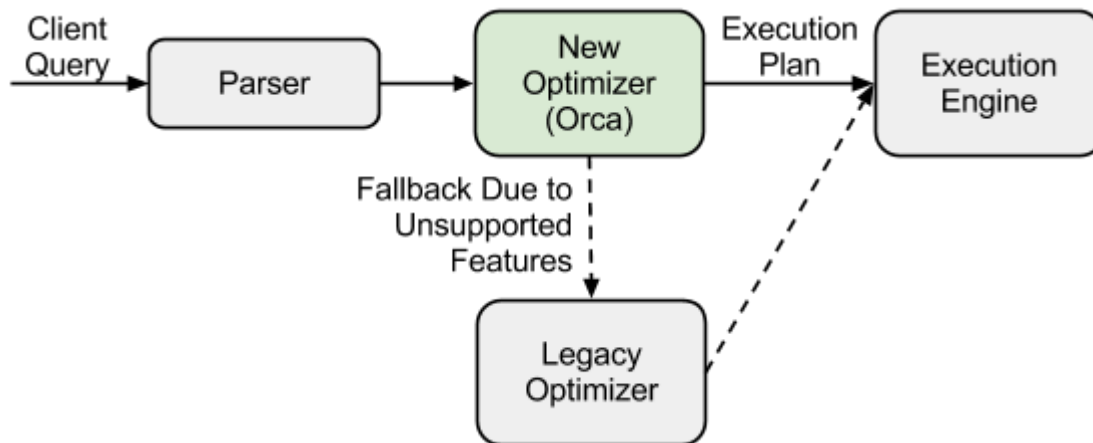 Client
Query
Parser
New
Optimizer
(Orca)
Execution
Plan
Execution
Engine
Fallback Due to
Unsupported
Features
Legacy
Optimizer